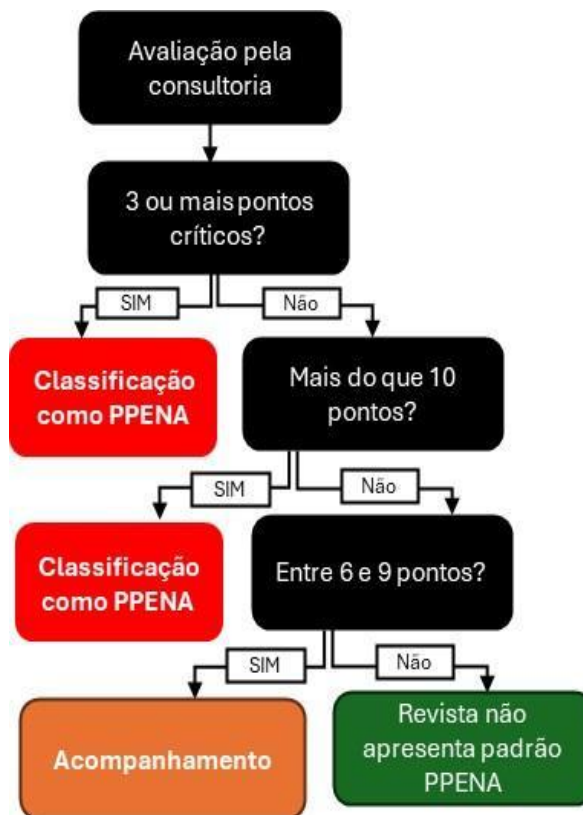 Avaliação pela
consultoria
3 ou mais pontos
críticos?
SIM
Não
Classificação
como PPENA
Mais do que 10
pontos?
SIM
Não
Classificação
como PPENA
Entre 6 e 9 pontos?
SIM
Não
Acompanhamento
Revista não
apresenta padrão
PPENA